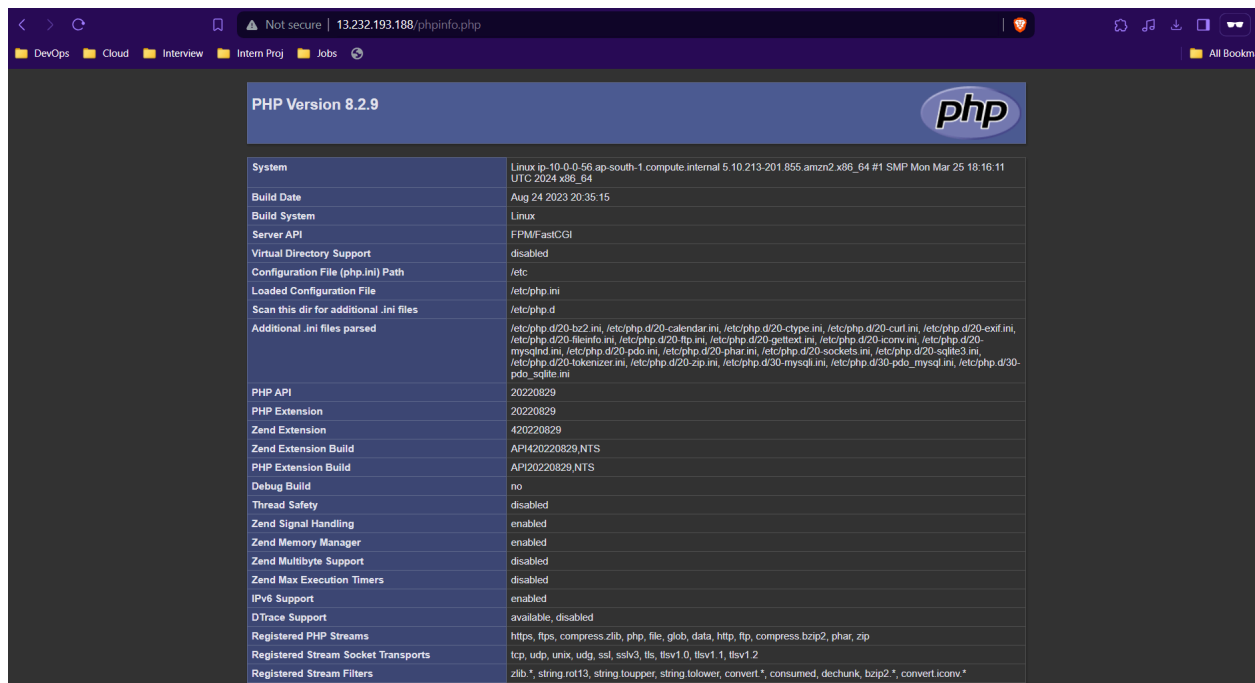 Not secure | 13.232.193.188/phpinfo.php
DevOps Cloud Interview Intern Proj Jobs All Bookm
PHP Version 8.2.9 php
System Linux ip-10-0-0-56.ap-south-1.compute.internal 5.10.213-201.855.amzn2.x86_64 #1 SMP Mon Mar 25 18:16:11
UTC 2024 x86_64
Build Date Aug 24 2023 20:35:15
Build System Linux
Server API FPM/FastCGI
Virtual Directory Support disabled
Configuration File (php.ini) Path /etc
Loaded Configuration File /etc/php.ini
Scan this dir for additional .ini files /etc/php.d
Additional .ini files parsed /etc/php.d/20-bz2.ini, /etc/php.d/20-calendar.ini, /etc/php.d/20-ctype.ini, /etc/php.d/20-curl.ini, /etc/php.d/20-exif.ini,
/etc/php.d/20-fileinfo.ini, /etc/php.d/20-ftp.ini, /etc/php.d/20-gettext.ini, /etc/php.d/20-iconv.ini, /etc/php.d/20-
mysqlnd.ini, /etc/php.d/20-pdo.ini, /etc/php.d/20-phar.ini, /etc/php.d/20-sockets.ini, /etc/php.d/20-sqlite3.ini,
/etc/php.d/20-tokenizer.ini, /etc/php.d/20-zip.ini, /etc/php.d/30-mysqli.ini, /etc/php.d/30-pdo_mysql.ini, /etc/php.d/30-
pdo_sqlite.ini
PHP API 20220829
PHP Extension 20220829
Zend Extension 420220829
Zend Extension Build API420220829,NTS
PHP Extension Build API20220829,NTS
Debug Build no
Thread Safety disabled
Zend Signal Handling enabled
Zend Memory Manager enabled
Zend Multibyte Support disabled
Zend Max Execution Timers disabled
IPv6 Support enabled
DTrace Support available, disabled
Registered PHP Streams https, ftps, compress.zlib, php, file, glob, data, http, ftp, compress.bzip2, phar, zip
Registered Stream Socket Transports tcp, udp, unix, udg, ssl, sslv3, tls, tlsv1.0, tlsv1.1, tlsv1.2
Registered Stream Filters zlib.*, string.rot13, string.toupper, string.tolower, convert.*, consumed, dechunk, bzip2.*, convert.iconv.*